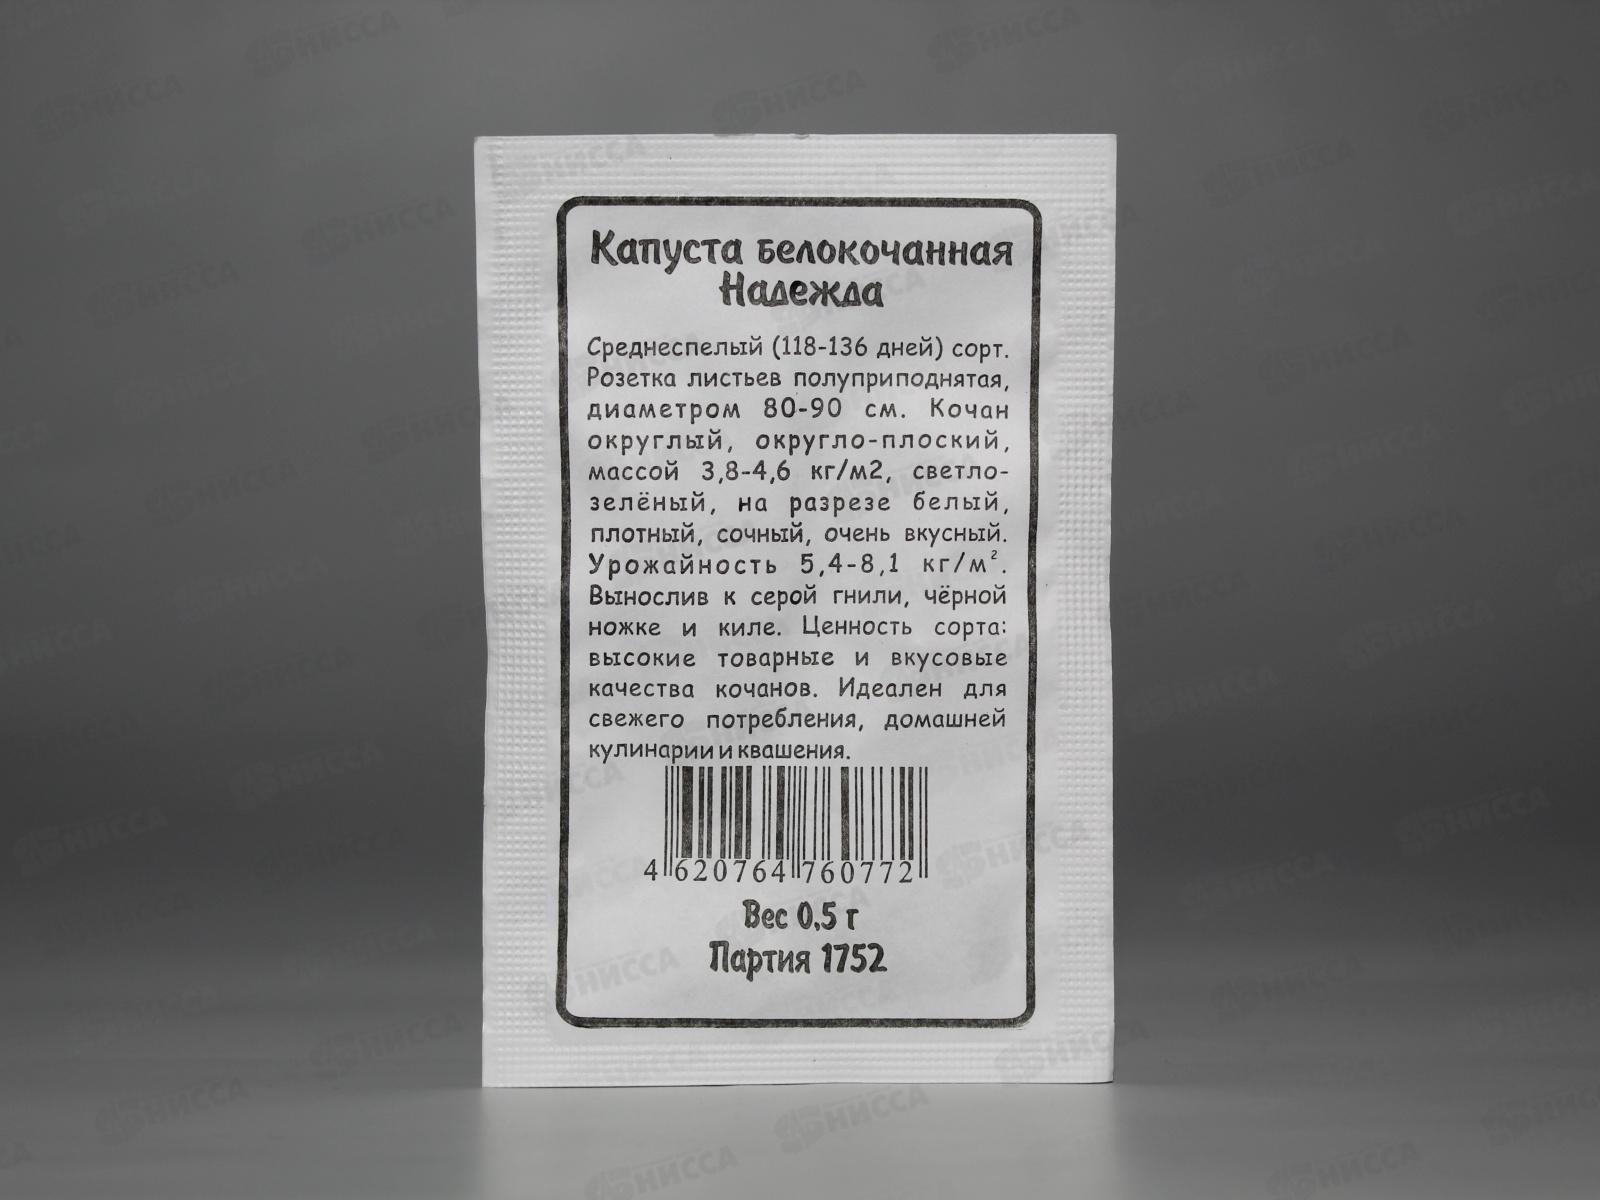 Капуста белокочанная
Надежда
Среднеспелый (118-136 дней) сорт.
Розетка листьев полуприподнятая,
диаметром 80-90 см. Кочан
округлый, округло-плоский,
массой 3,8-4,6 кг/м2, светло-
зелёный, на разрезе белый,
плотный, сочный, очень вкусный.
Урожайность 5,4-8,1 кг/м².
Вынослив к серой гнили, чёрной
ножке и киле. Ценность сорта:
высокие товарные и вкусовые
качества кочанов. Идеален для
свежего потребления, домашней
кулинарии и квашения.
4 620764 760772
Вес 0,5 г
Партия 1752